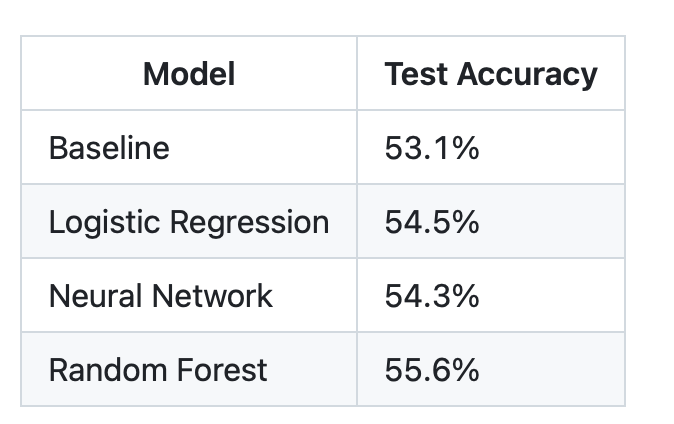 Model Test Accuracy
Baseline 53.1%
Logistic Regression 54.5%
Neural Network 54.3%
Random Forest 55.6%